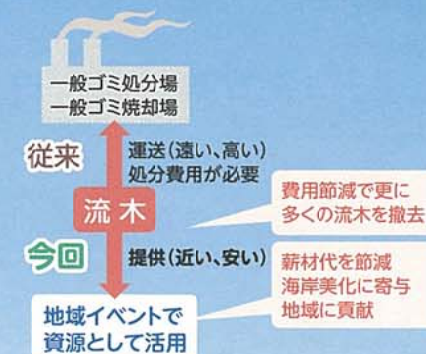 一般ゴミ処分場
一般ゴミ焼却場
従来
運送(遠い、高い)
処分費用が必要
流木
費用節減で更に
多くの流木を撤去
今回
提供(近い、安い)
薪材代を節減
海岸美化に寄与
地域に貢献
地域イベントで
資源として活用